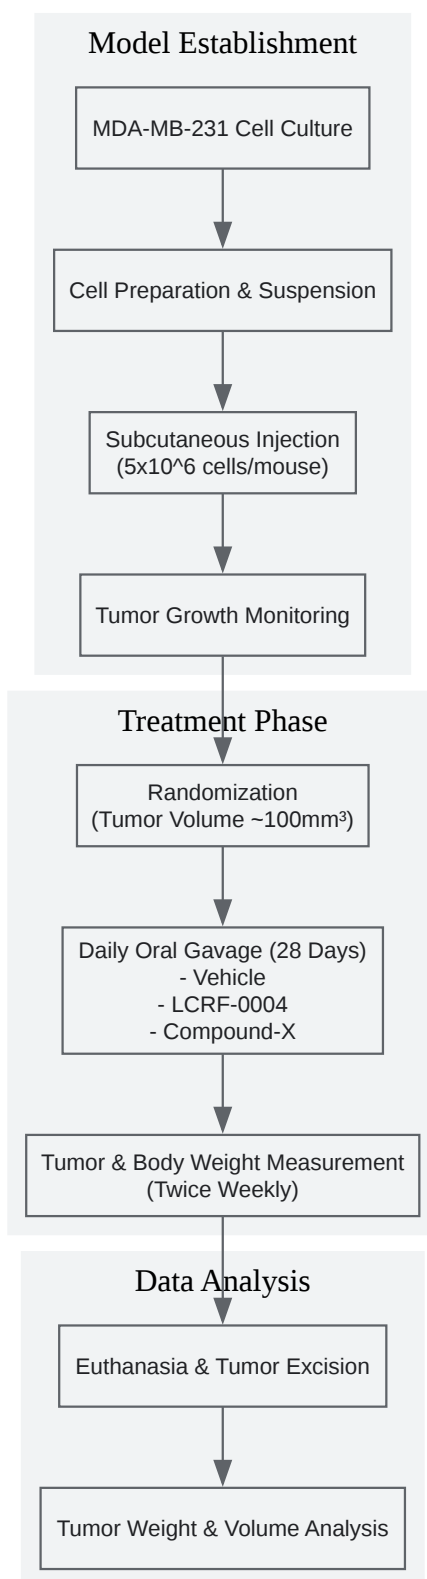 Model Establishment
MDA-MB-231 Cell Culture
Cell Preparation & Suspension
Subcutaneous Injection
(5x10^6 cells/mouse)
Tumor Growth Monitoring
Treatment Phase
Randomization
(Tumor Volume ~100mm³)
Daily Oral Gavage (28 Days)
- Vehicle
- LCRF-0004
- Compound-X
Tumor & Body Weight Measurement
(Twice Weekly)
Data Analysis
Euthanasia & Tumor Excision
Tumor Weight & Volume Analysis